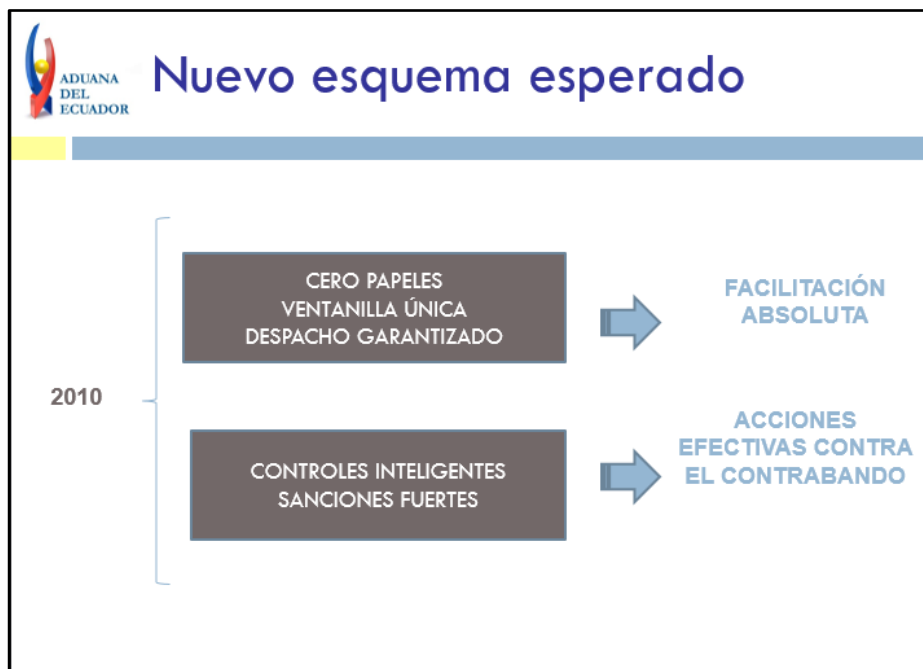 ADUANA
DEL
ECUADOR
Nuevo esquema esperado
2010
CERO PAPELES
VENTANILLA ÚNICA
DESPACHO GARANTIZADO
FACILITACIÓN
ABSOLUTA
CONTROLES INTELIGENTES
SANCIONES FUERTES
ACCIONES
EFECTIVAS CONTRA
EL CONTRABANDO